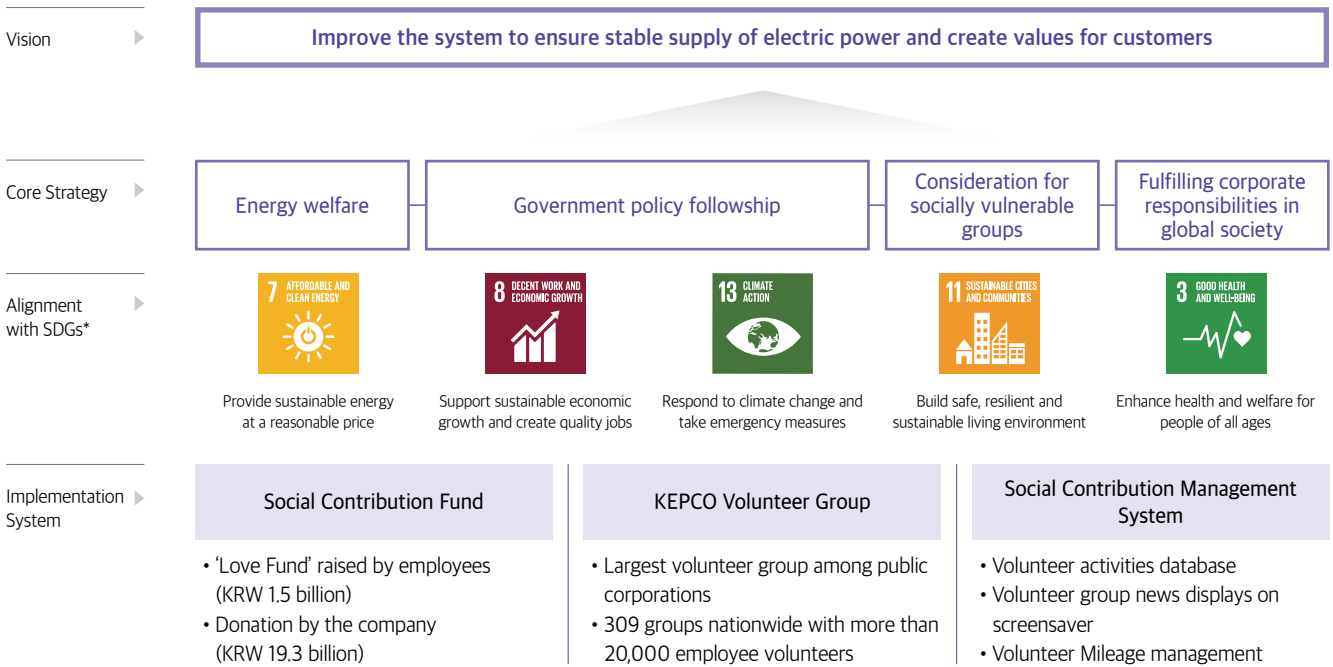 Vision
Improve the system to ensure stable supply of electric power and create values for customers
Core Strategy
Energy welfare
Government policy followship
Consideration for
socially vulnerable
groups
Fulfilling corporate
responsibilities in
global society
Alignment
with SDGs*
7 AFFORDABLE AND
CLEAN ENERGY
8 DECENT WORK AND
ECONOMIC GROWTH
13 CLIMATE
ACTION
11 SUSTAINABLE CITIES
AND COMMUNITIES
3 GOOD HEALTH
AND WELL-BEING
Provide sustainable energy
at a reasonable price
Support sustainable economic
growth and create quality jobs
Respond to climate change and
take emergency measures
Build safe, resilient and
sustainable living environment
Enhance health and welfare for
people of all ages
Implementation
System
Social Contribution Fund
• ‘Love Fund’ raised by employees
(KRW 1.5 billion)
• Donation by the company
(KRW 19.3 billion)
KEPCO Volunteer Group
• Largest volunteer group among public
corporations
• 309 groups nationwide with more than
20,000 employee volunteers
Social Contribution Management
System
• Volunteer activities database
• Volunteer group news displays on
screensaver
• Volunteer Mileage management